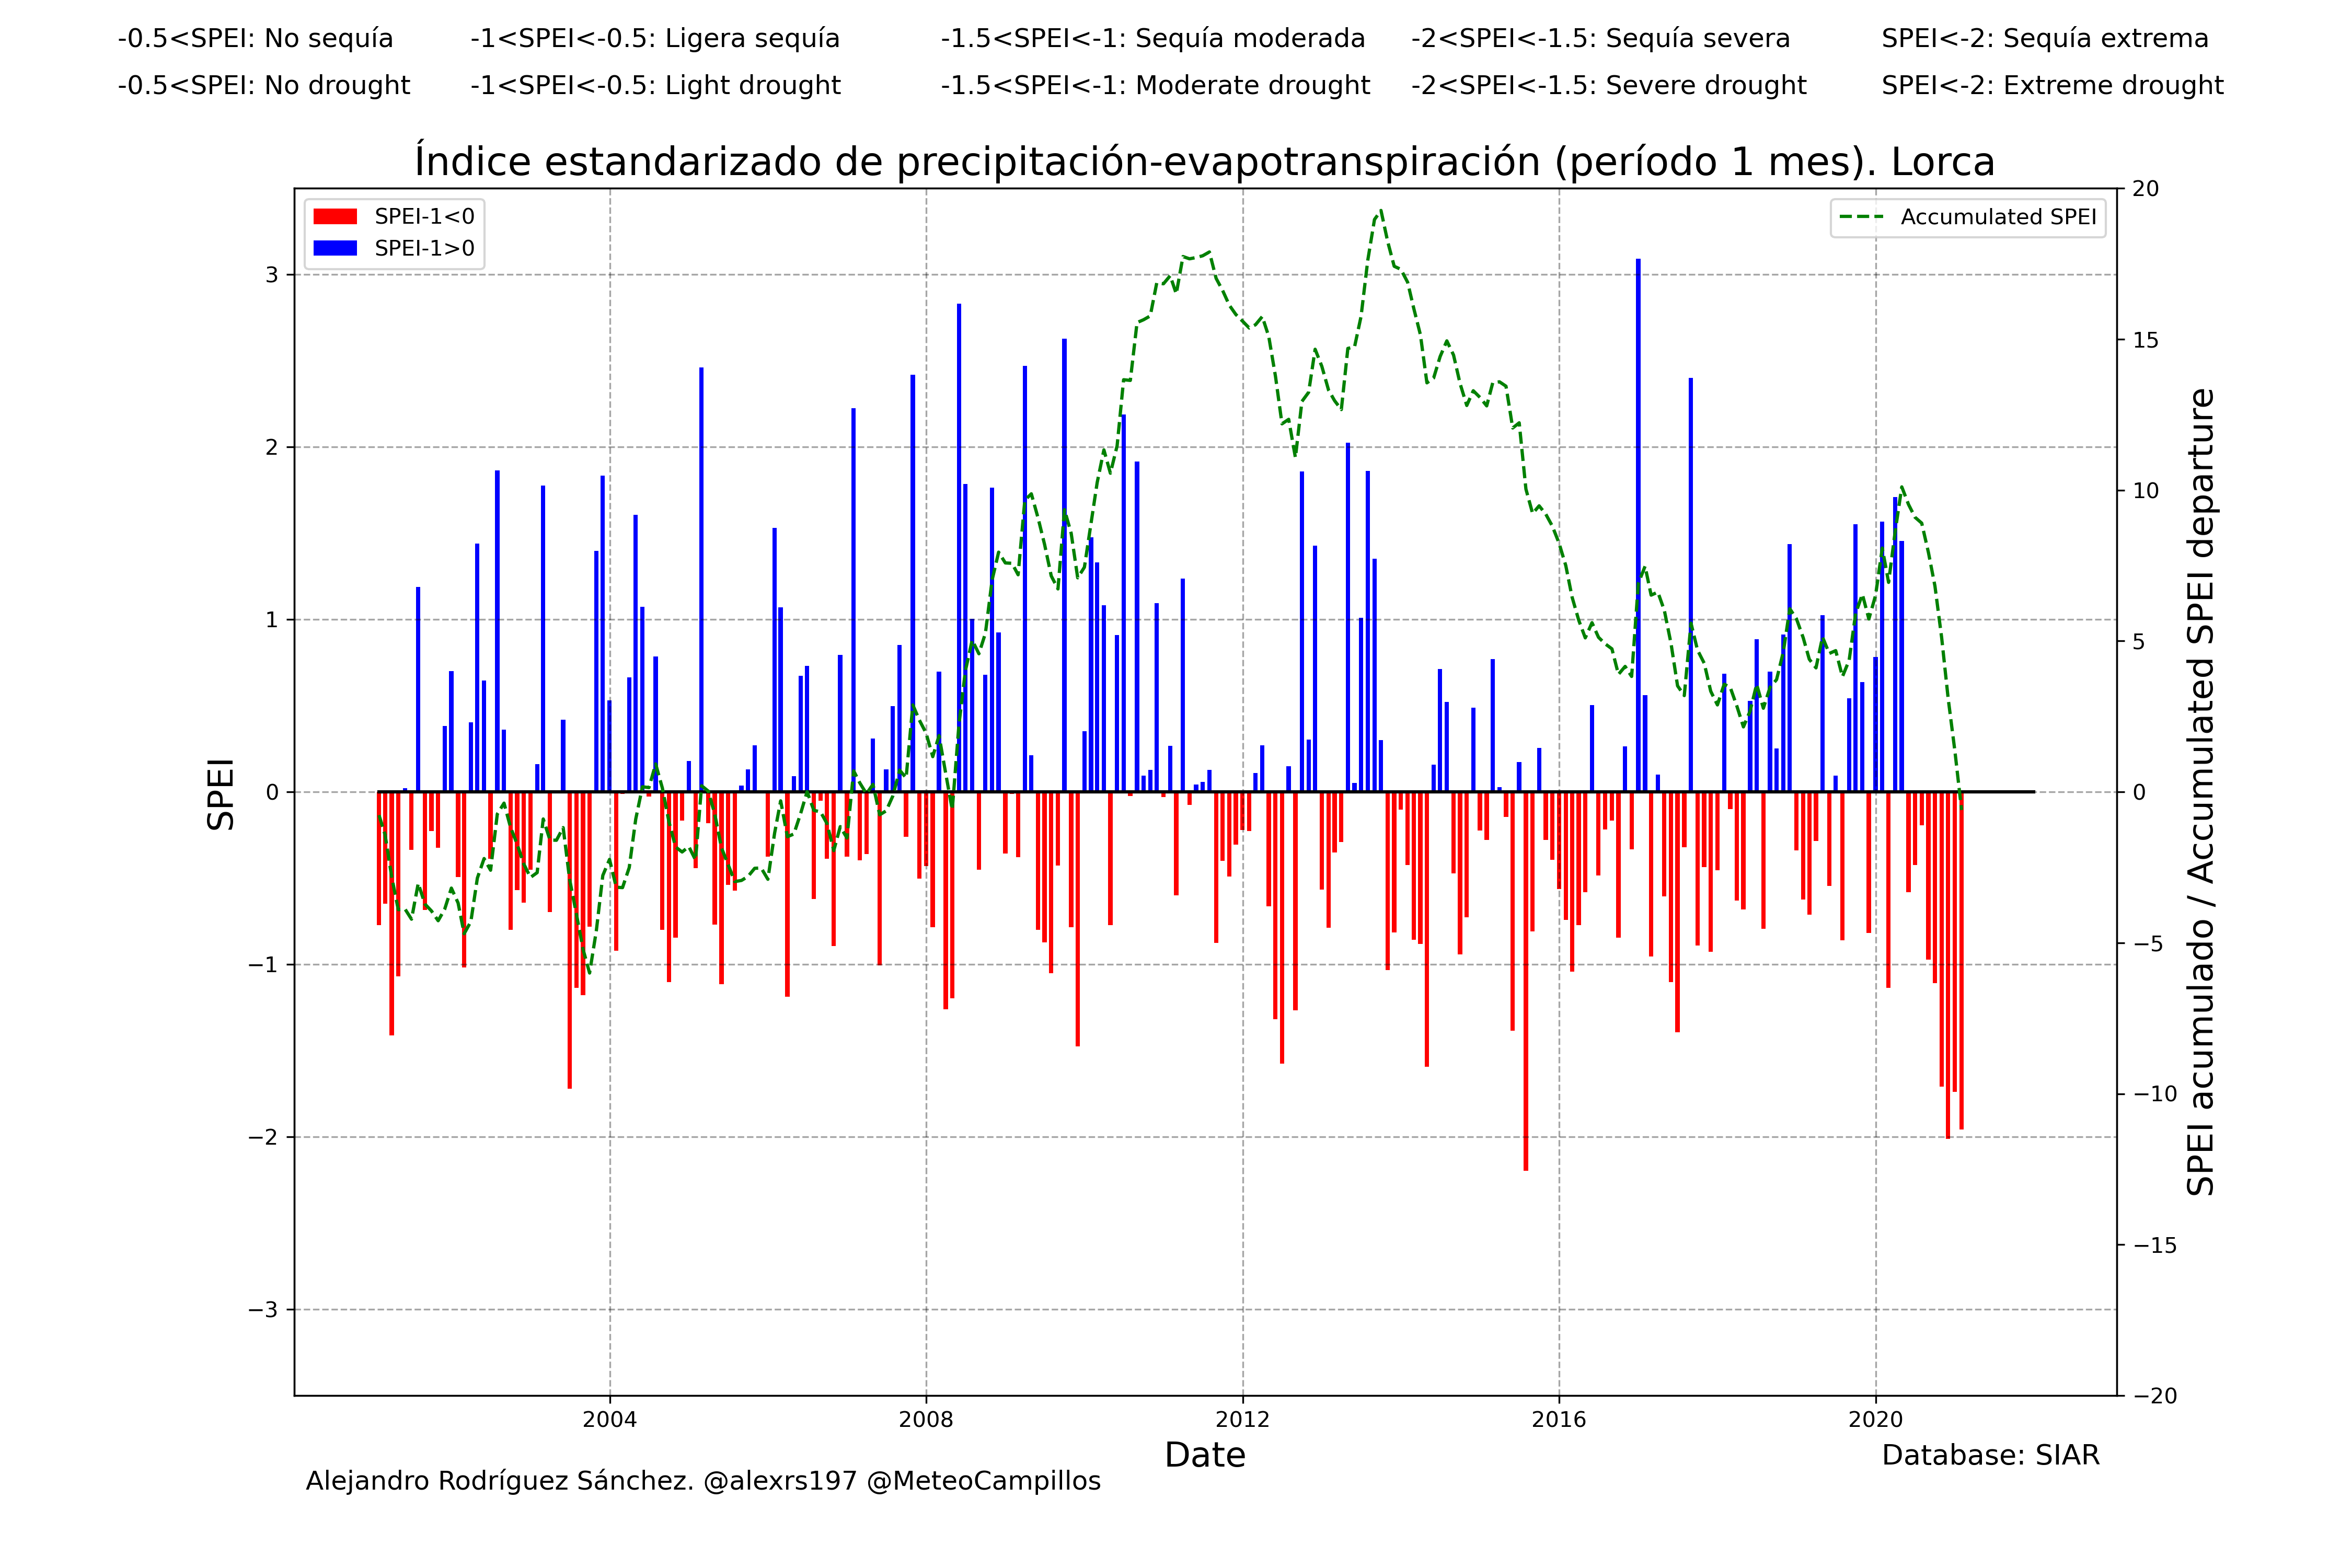 -0.5<SPEI: No sequía -1<SPEI<-0.5: Ligera sequía -1.5<SPEI<-1: Sequía moderada -2<SPEI<-1.5: Sequía severa SPEI<-2: Sequía extrema
-0.5<SPEI: No drought -1<SPEI<-0.5: Light drought -1.5<SPEI<-1: Moderate drought -2<SPEI<-1.5: Severe drought SPEI<-2: Extreme drought
Índice estandarizado de precipitación-evapotranspiración (período 1 mes). Lorca
SPEI-1<0
SPEI-1>0
Accumulated SPEI
SPEI
3
2
1
0
−1
−2
−3
20
15
10
5
0
−5
−10
−15
−20
SPEI acumulado / Accumulated SPEI departure
2004 2008 2012 2016 2020
Date
Database: SIAR
Alejandro Rodríguez Sánchez. @alexrs197 @MeteoCampillos